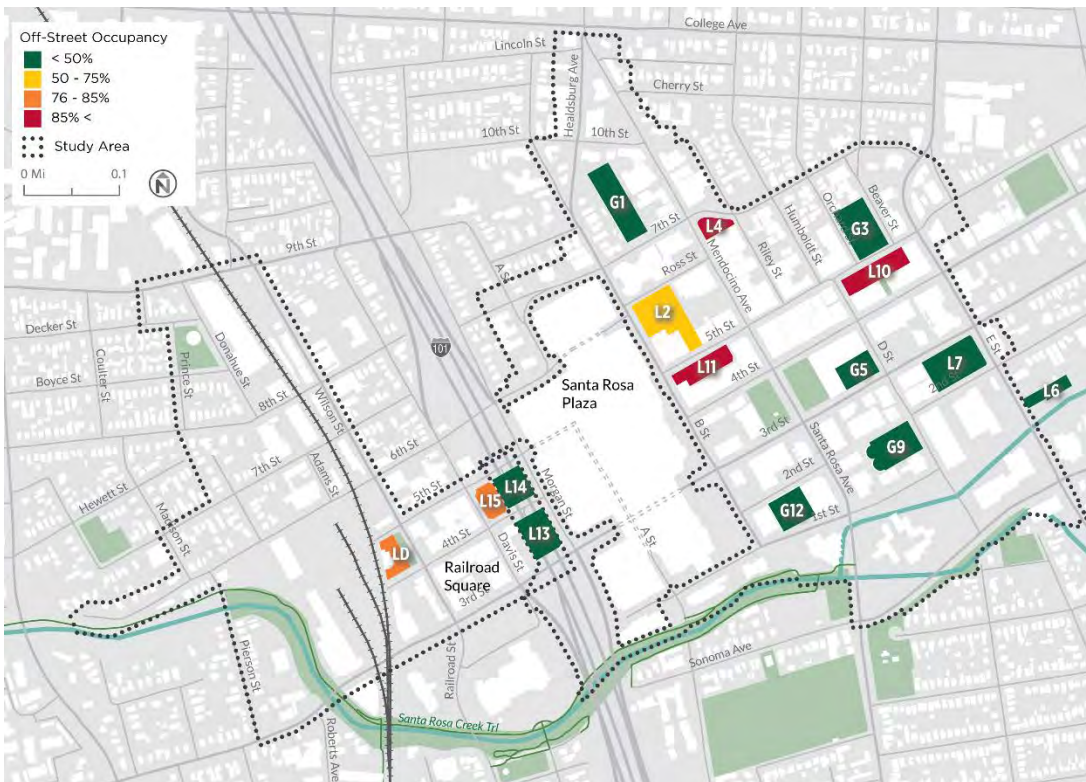 Off-Street Occupancy
< 50%
50 - 75%
76 - 85%
85% <
Study Area
0 Mi 0.1
N
College Ave
Lincoln St
Healdsburg Ave
Cherry St
10th St
10th St
G1
7th St
L4
Mendocino Ave
Riley St
Humboldt St
Beaver St
G3
L10
9th St
A St
Ross St
L2
5th St
L11
4th St
Decker St
Coulter St
Prince St
Donahue St
Boyce St
8th St
Wilson St
101
Santa Rosa
Plaza
B St
3rd St
G5
D St
L7
2nd St
E St
L6
6th St
7th St
Adams St
5th St
Hewett St
Madison St
L14
L15
Morgan St
L13
LD
4th St
Davis St
Railroad
Square
3rd St
A St
Santa Rosa Ave
G9
2nd St
G12
1st St
Pierson St
Railroad St
Sonoma Ave
Santa Rosa Creek Trl
Roberts Ave